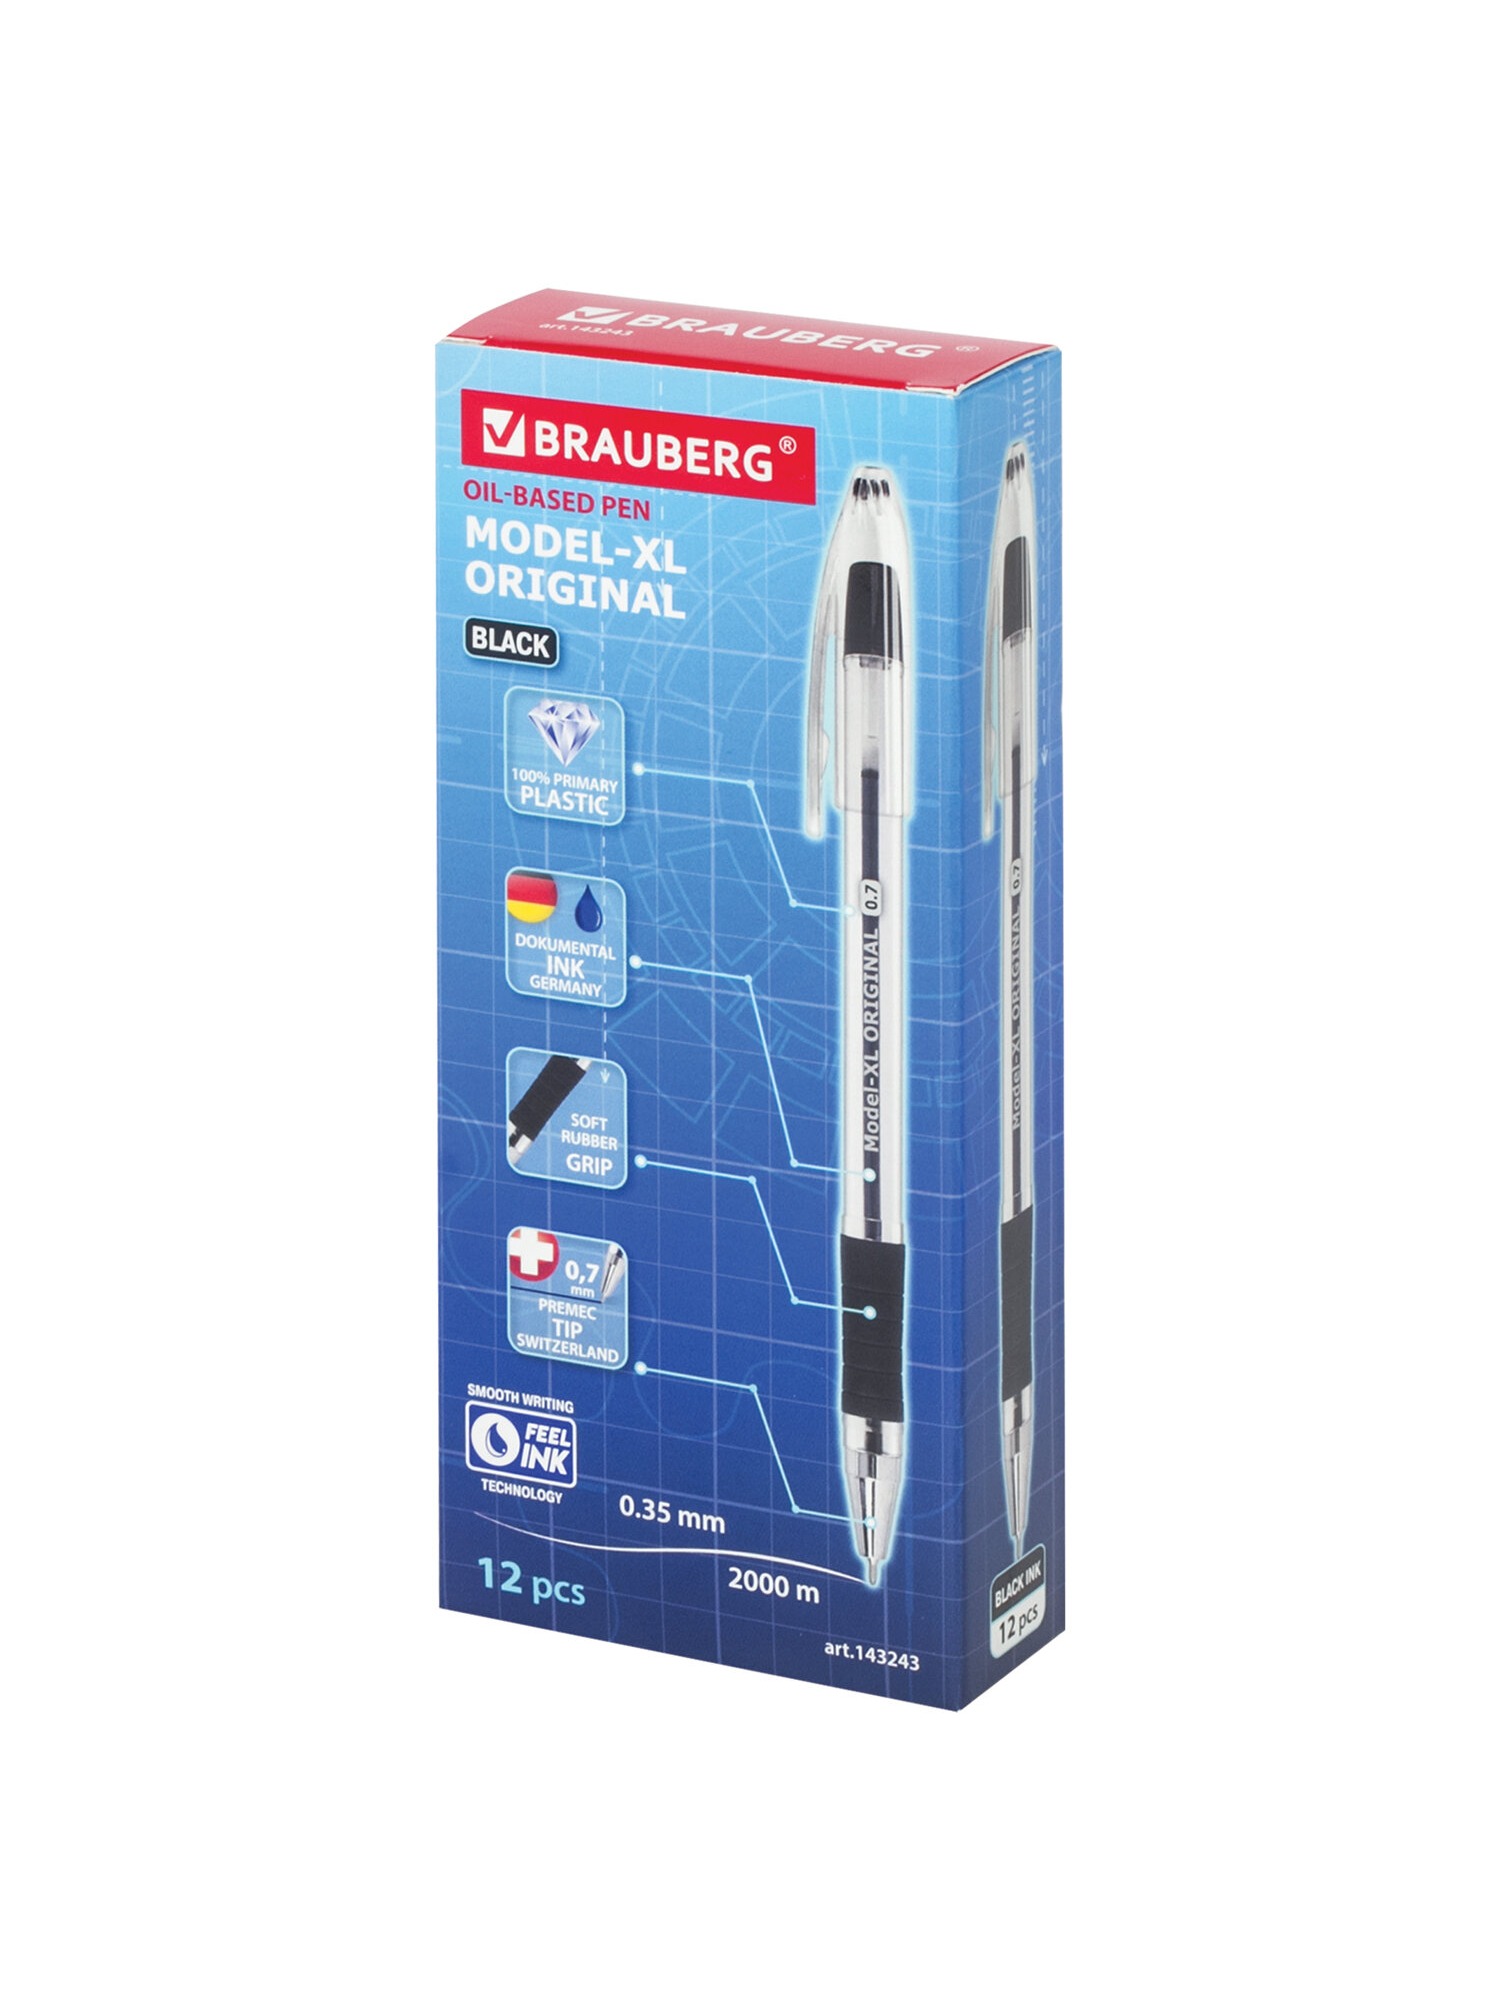 BRAUBERG ®
art.143243
BRAUBERG®
OIL-BASED PEN
MODEL-XL
ORIGINAL
BLACK
100% PRIMARY
PLASTIC
DOKUMENTAL
INK
GERMANY
SOFT
RUBBER
GRIP
0,7
mm
PREMEC
TIP
SWITZERLAND
SMOOTH WRITING
FEEL
INK
TECHNOLOGY
0.35 mm
2000 m
12 pcs
art.143243
Model-XL ORIGINAL 0.7
Model-XL ORIGINAL 0.7
BLACK INK
12 pcs